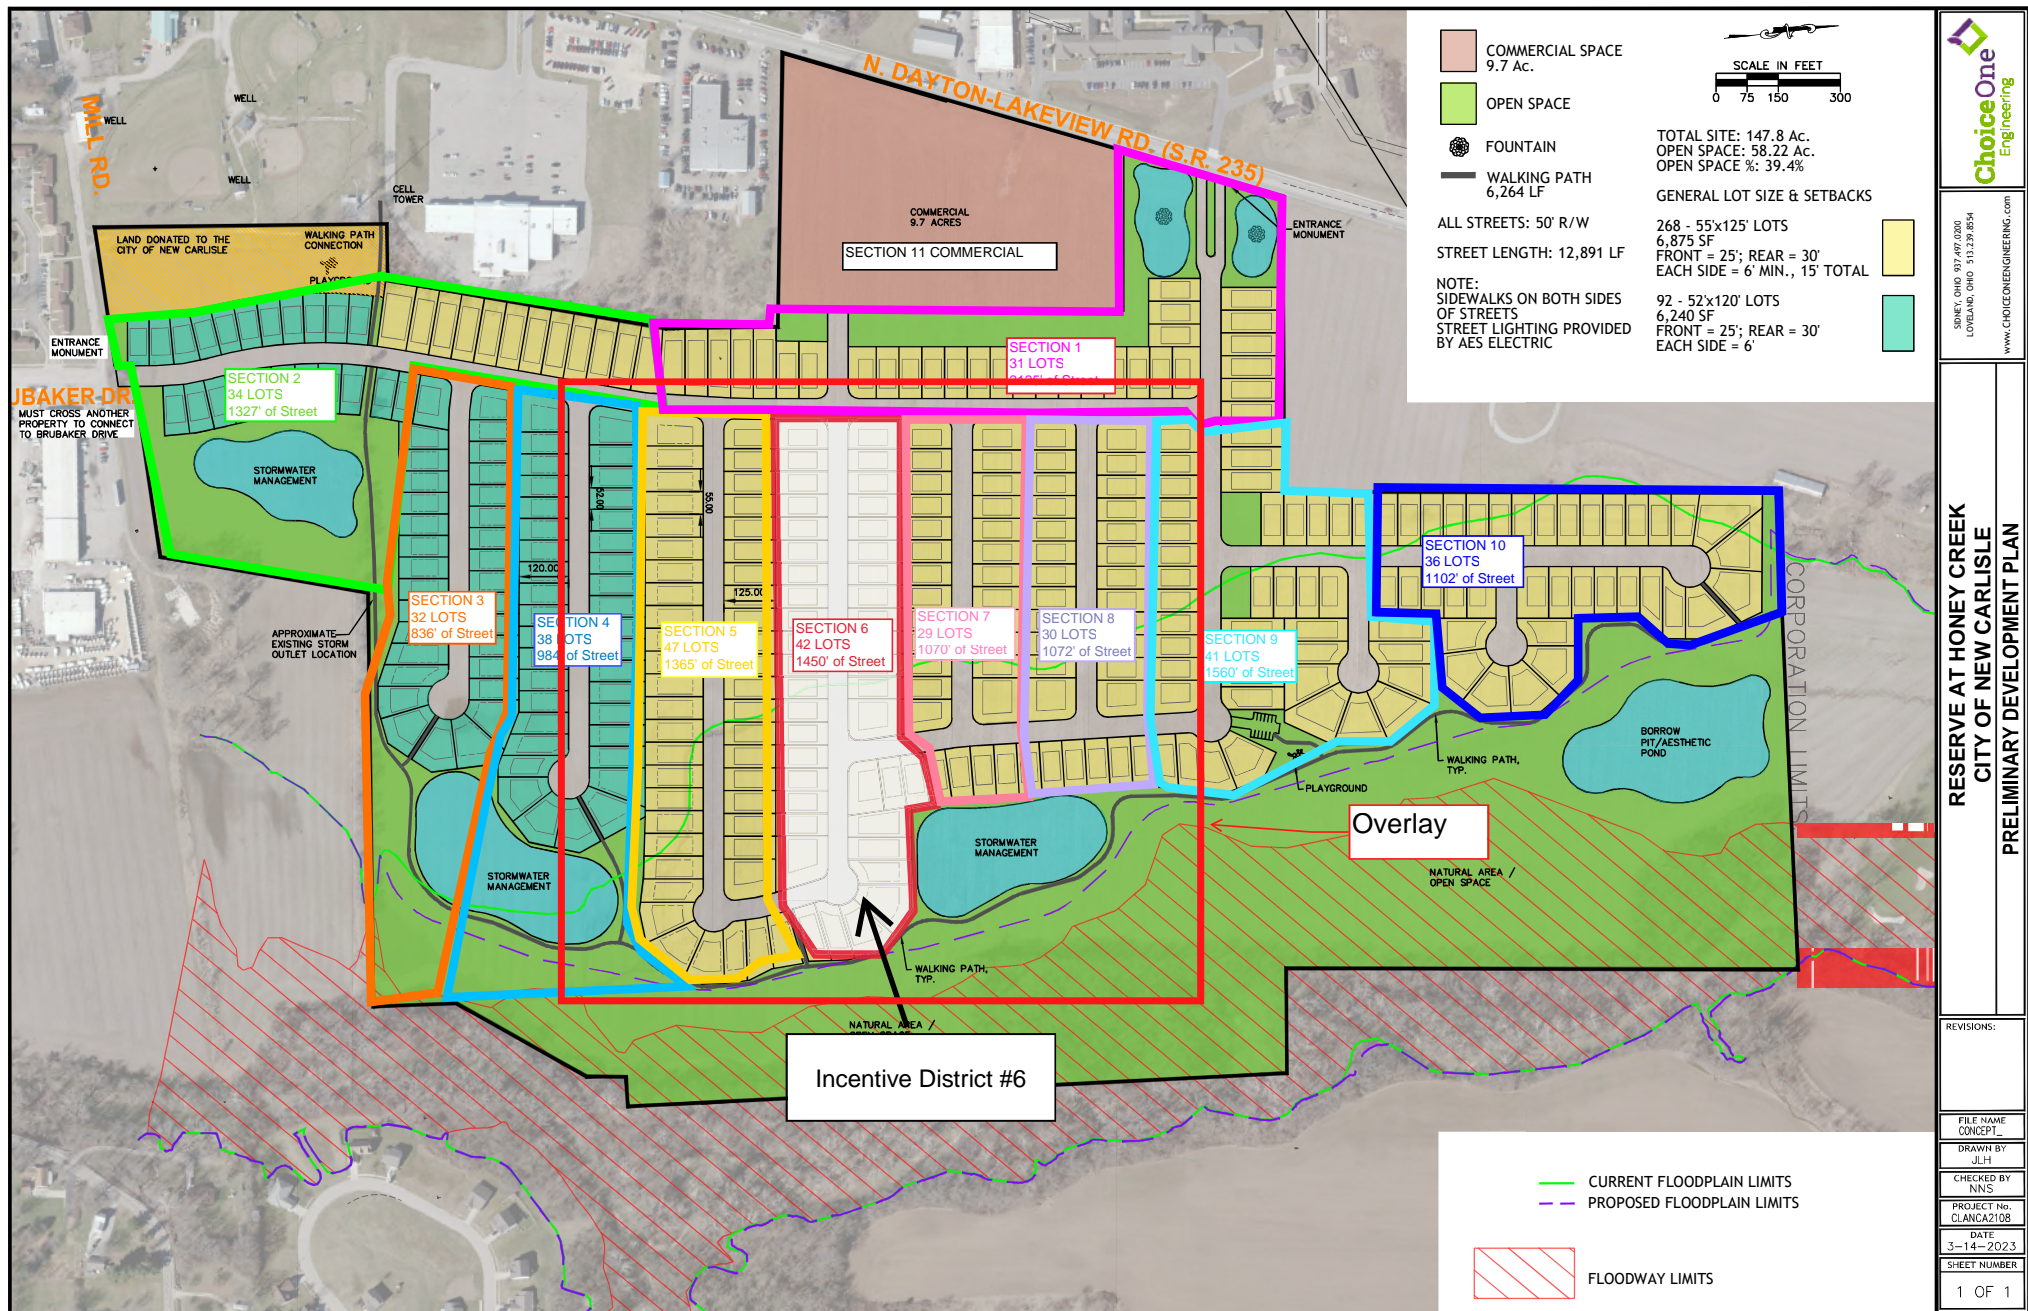 MILL RD.
WELL
WELL
WELL
CELL
TOWER
N. DAYTON-LAKEVIEW RD. (S.R. 235)
LAND DONATED TO THE
CITY OF NEW CARLISLE
WALKING PATH
CONNECTION
COMMERCIAL
9.7 ACRES
SECTION 11 COMMERCIAL
ENTRANCE
MONUMENT
ENTRANCE
MONUMENT
UBAKER DR.
MUST CROSS ANOTHER
PROPERTY TO CONNECT
TO BRUBAKER DRIVE
SECTION 1
31 LOTS
SECTION 2
34 LOTS
1327' of Street
STORMWATER
MANAGEMENT
52.00
55.00
120.00
125.00
APPROXIMATE
EXISTING STORM
OUTLET LOCATION
SECTION 3
32 LOTS
836' of Street
SECTION 4
38 LOTS
984' of Street
SECTION 5
47 LOTS
1365' of Street
SECTION 6
42 LOTS
1450' of Street
SECTION 7
29 LOTS
1070' of Street
SECTION 8
30 LOTS
1072' of Street
SECTION 9
41 LOTS
1560' of Street
SECTION 10
36 LOTS
1102' of Street
CORPORATION LIMITS
BORROW
PIT/AESTHETIC
POND
WALKING PATH,
TYP.
PLAYGROUND
Overlay
STORMWATER
MANAGEMENT
STORMWATER
MANAGEMENT
NATURAL AREA /
OPEN SPACE
WALKING PATH,
TYP.
NATURAL AREA /
Incentive District #6
COMMERCIAL SPACE
9.7 Ac.
OPEN SPACE
FOUNTAIN
WALKING PATH
6,264 LF
ALL STREETS: 50' R/W
STREET LENGTH: 12,891 LF
NOTE:
SIDEWALKS ON BOTH SIDES
OF STREETS
STREET LIGHTING PROVIDED
BY AES ELECTRIC
SCALE IN FEET
0 75 150 300
TOTAL SITE: 147.8 Ac.
OPEN SPACE: 58.22 Ac.
OPEN SPACE %: 39.4%
GENERAL LOT SIZE & SETBACKS
268 - 55'x125' LOTS
6,875 SF
FRONT = 25'; REAR = 30'
EACH SIDE = 6' MIN., 15' TOTAL
92 - 52'x120' LOTS
6,240 SF
FRONT = 25'; REAR = 30'
EACH SIDE = 6'
CURRENT FLOODPLAIN LIMITS
PROPOSED FLOODPLAIN LIMITS
FLOODWAY LIMITS
ChoiceOne
Engineering
SIDNEY, OHIO 937.497.0200
LOVELAND, OHIO 513.239.8554
www.CHOICEONEENGINEERING.com
RESERVE AT HONEY CREEK
CITY OF NEW CARLISLE
PRELIMINARY DEVELOPMENT PLAN
REVISIONS:
FILE NAME
CONCEPT_
DRAWN BY
JLH
CHECKED BY
NNS
PROJECT No.
CLANCA2108
DATE
3-14-2023
SHEET NUMBER
1 OF 1